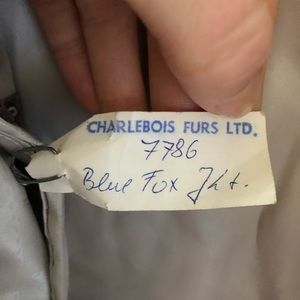 CHARLEBOIS FURS LTD.
7786
Blue Fox Jkt.